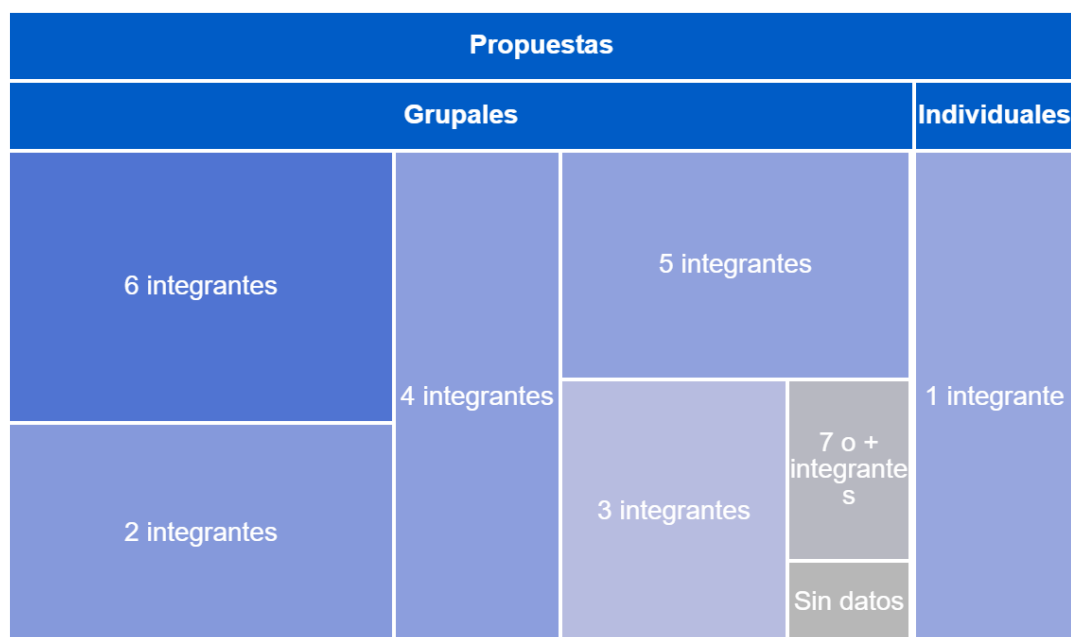 Propuestas
Grupales
Individuales
6 integrantes
5 integrantes
4 integrantes
1 integrante
7 o +
integrante
s
3 integrantes
2 integrantes
Sin datos